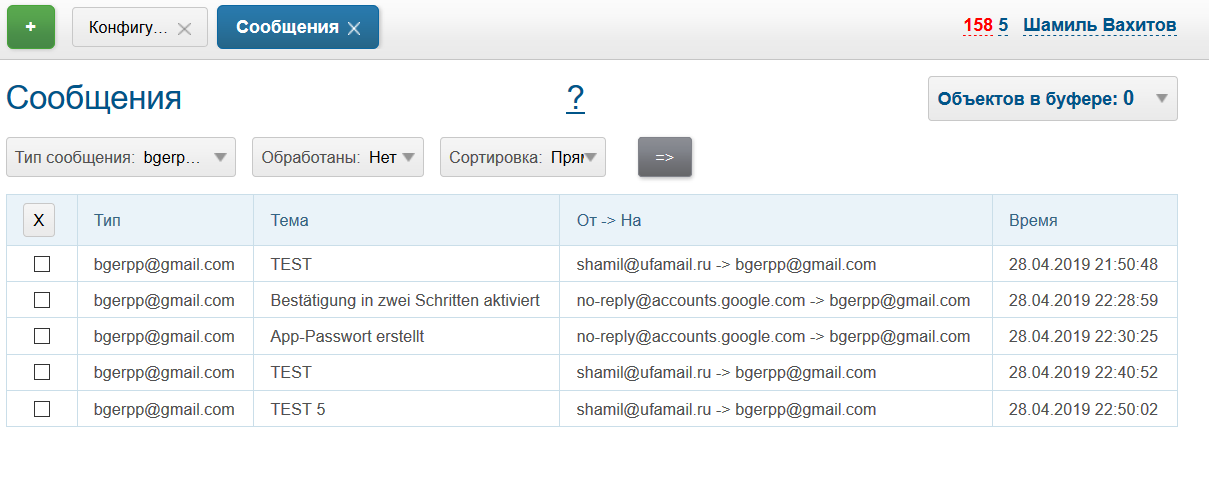 + Конфигу... Сообщения 158 5 Шамиль Вахитов
Сообщения ? Объектов в буфере: 0
Тип сообщения: bgerp... Обработаны: Нет Сортировка: Прям =>
X Тип Тема От -> На Время
bgerpp@gmail.com TEST shamil@ufamail.ru -> bgerpp@gmail.com 28.04.2019 21:50:48
bgerpp@gmail.com Bestätigung in zwei Schritten aktiviert no-reply@accounts.google.com -> bgerpp@gmail.com 28.04.2019 22:28:59
bgerpp@gmail.com App-Passwort erstellt no-reply@accounts.google.com -> bgerpp@gmail.com 28.04.2019 22:30:25
bgerpp@gmail.com TEST shamil@ufamail.ru -> bgerpp@gmail.com 28.04.2019 22:40:52
bgerpp@gmail.com TEST 5 shamil@ufamail.ru -> bgerpp@gmail.com 28.04.2019 22:50:02